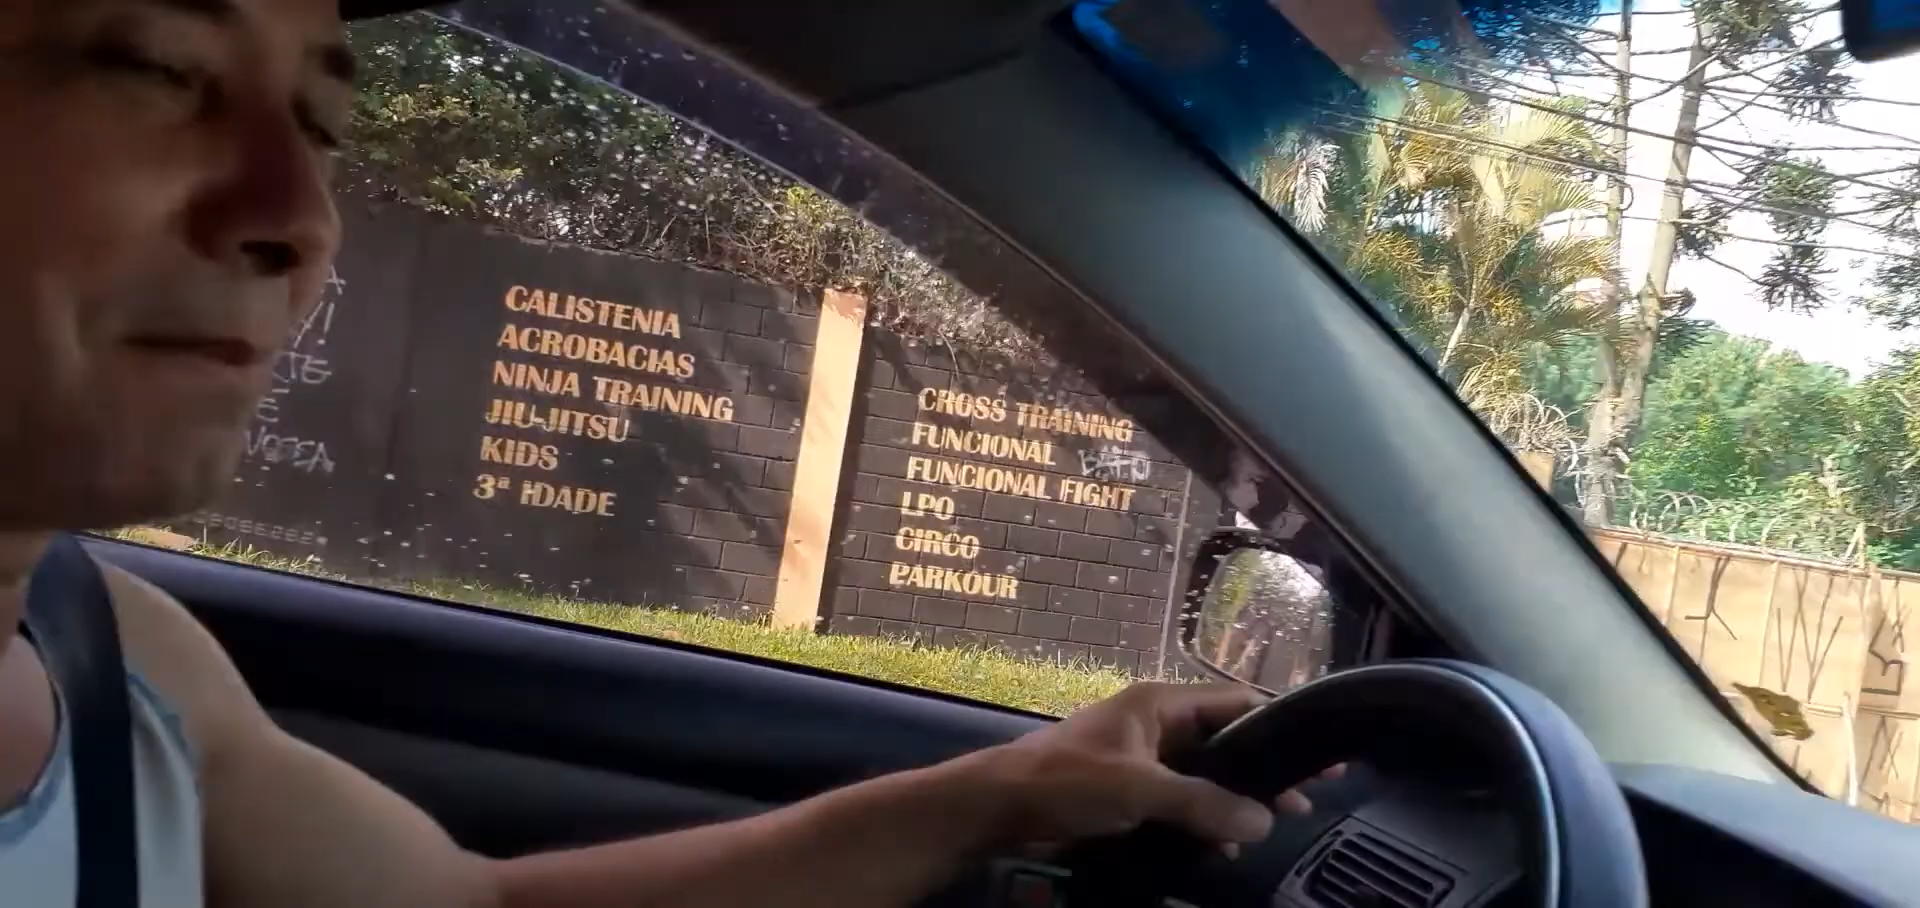 CALISTENIA
ACROBACIAS
NINJA TRAINING
JIU-JITSU
KIDS
3ª IDADE
CROSS TRAINING
FUNCIONAL
FUNCIONAL FIGHT
LPO
CIRCO
PARKOUR